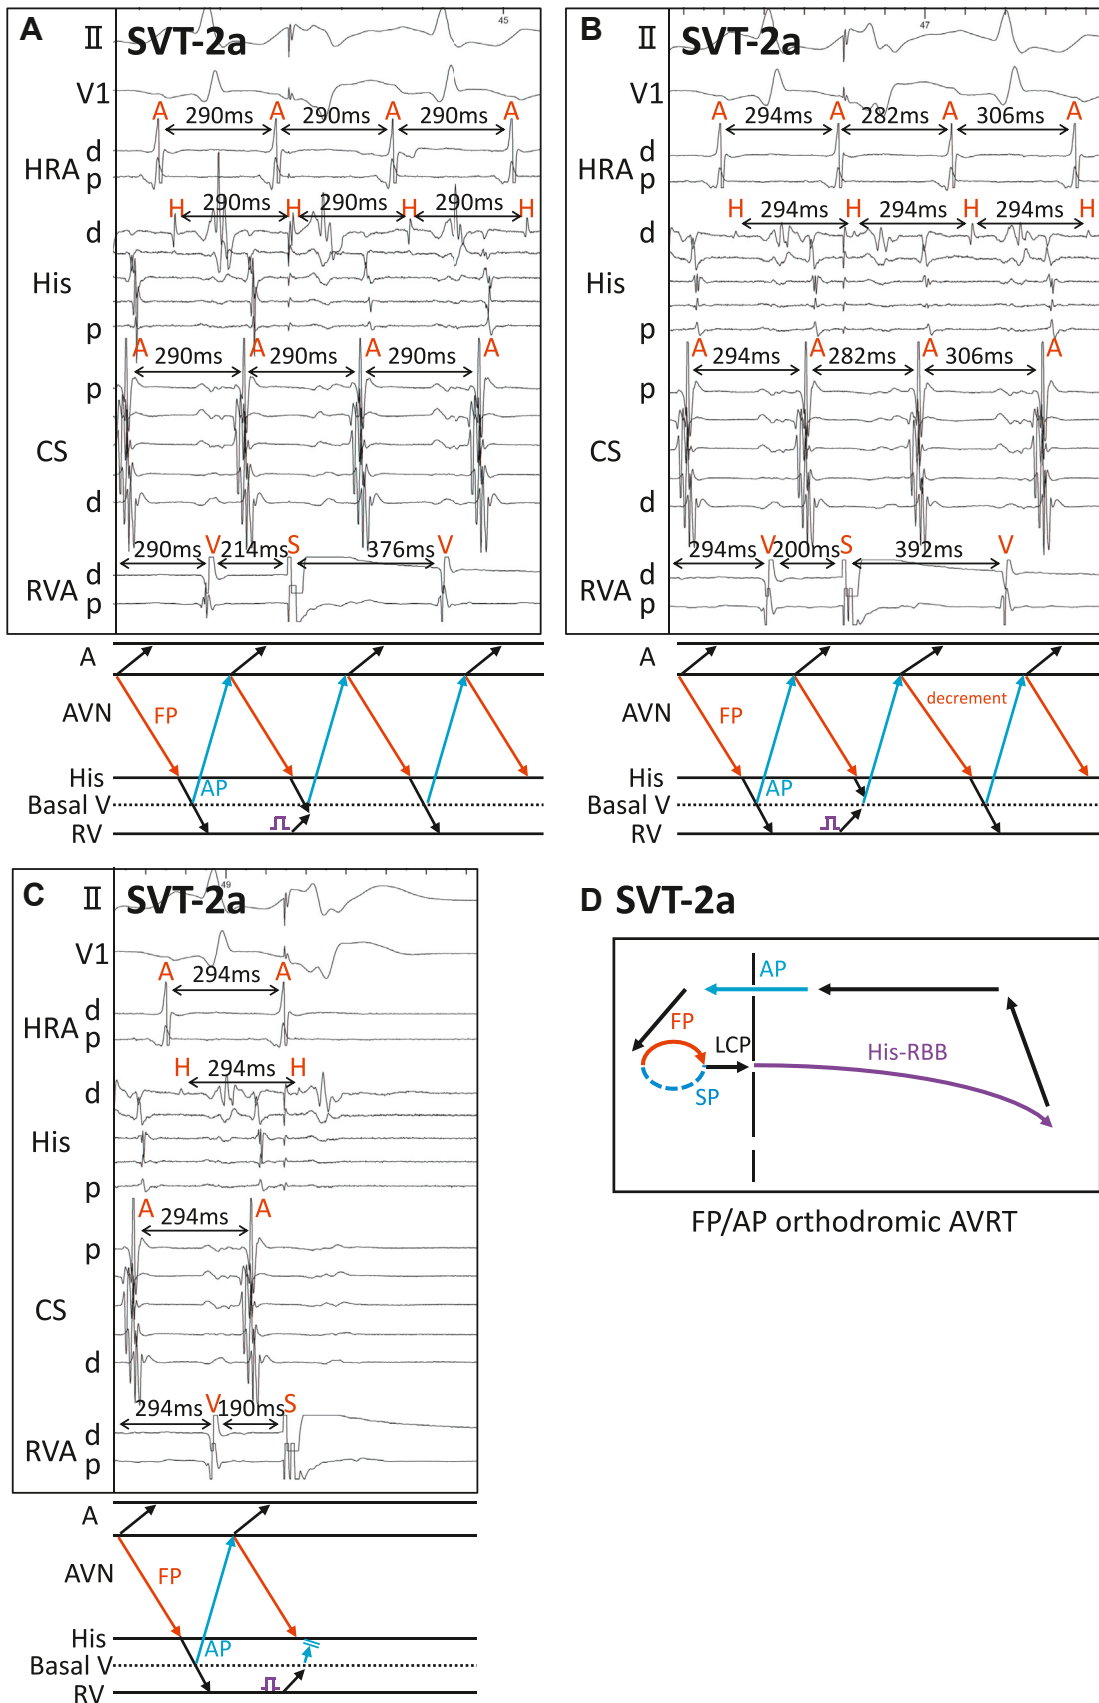 A
II
SVT-2a
45
V1
A
A
A
A
290ms
290ms
290ms
d
HRA
p
H
290ms
H
290ms
H
290ms
H
d
His
p
A
290ms
A
290ms
A
290ms
A
p
CS
d
290ms
V
214ms
S
376ms
V
d
RVA
p
A
AVN
FP
His
AP
Basal V
RV
B
II
SVT-2a
47
V1
A
A
A
A
294ms
282ms
306ms
d
HRA
p
H
294ms
H
294ms
H
294ms
H
d
His
p
A
294ms
A
282ms
A
306ms
A
p
CS
d
294ms
V
200ms
S
392ms
V
d
RVA
p
A
AVN
FP
decrement
His
AP
Basal V
RV
C
II
SVT-2a
49
V1
A
A
294ms
d
HRA
p
H
294ms
H
d
His
p
A
294ms
A
p
CS
d
294ms
V
190ms
S
d
RVA
p
A
AVN
FP
His
AP
Basal V
RV
D SVT-2a
AP
FP
LCP
His-RBB
SP
FP/AP orthodromic AVRT